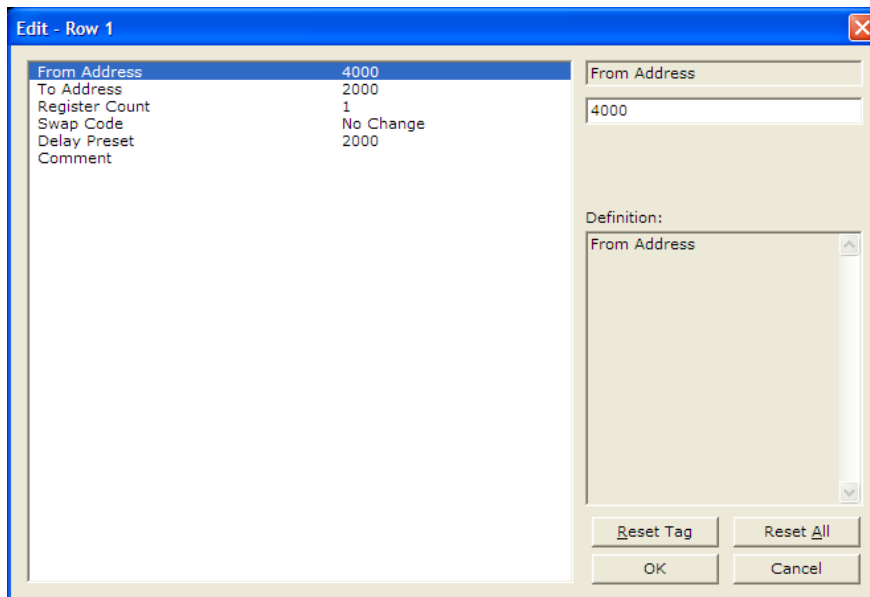 Edit - Row 1
From Address 4000
To Address 2000
Register Count 1
Swap Code No Change
Delay Preset 2000
Comment
From Address
4000
Definition:
From Address
Reset Tag Reset All
OK Cancel